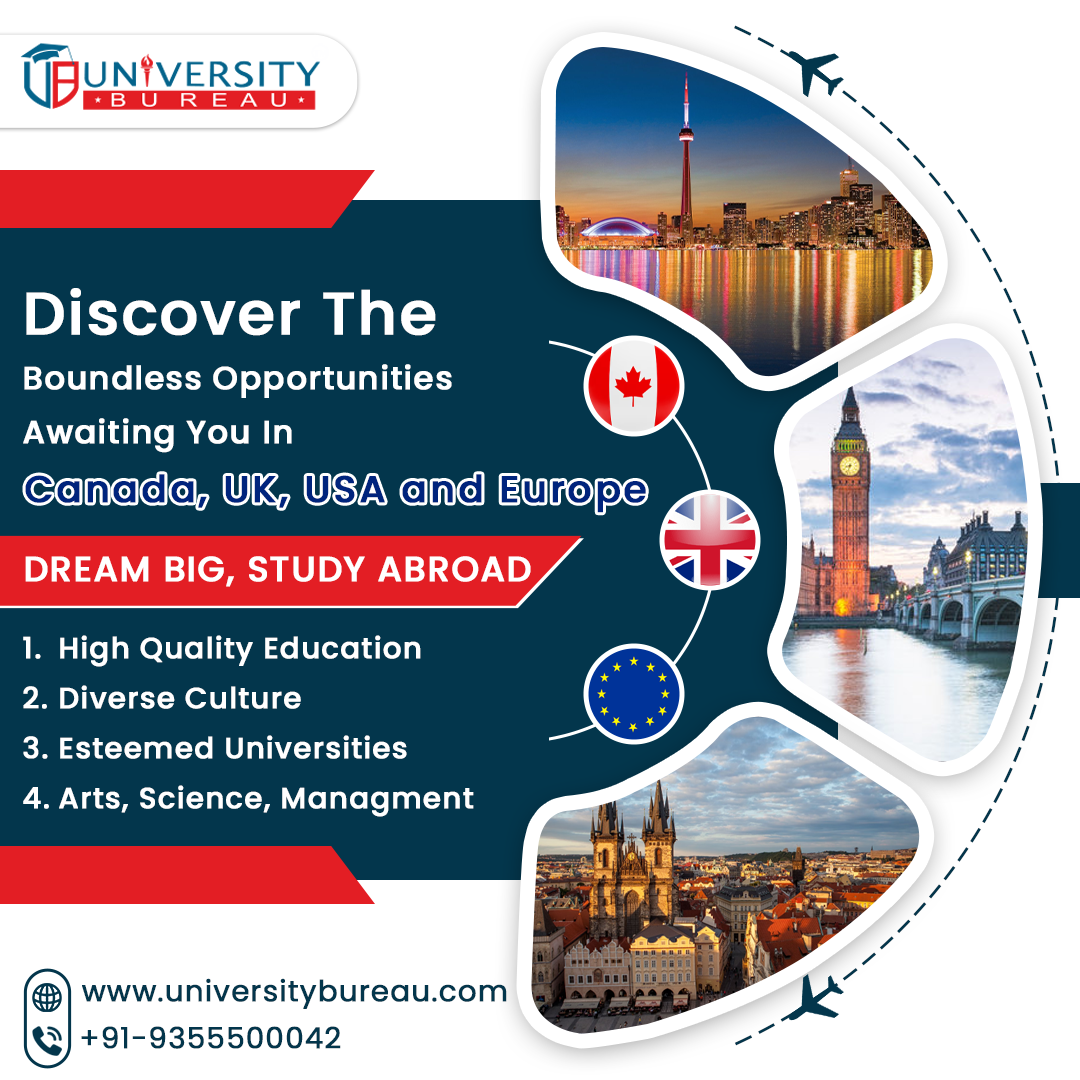 UNIVERSITY
BUREAU
Discover The
Boundless Opportunities
Awaiting You In
Canada, UK, USA and Europe
DREAM BIG, STUDY ABROAD
1. High Quality Education
2. Diverse Culture
3. Esteemed Universities
4. Arts, Science, Managment
www.universitybureau.com
+91-9355500042